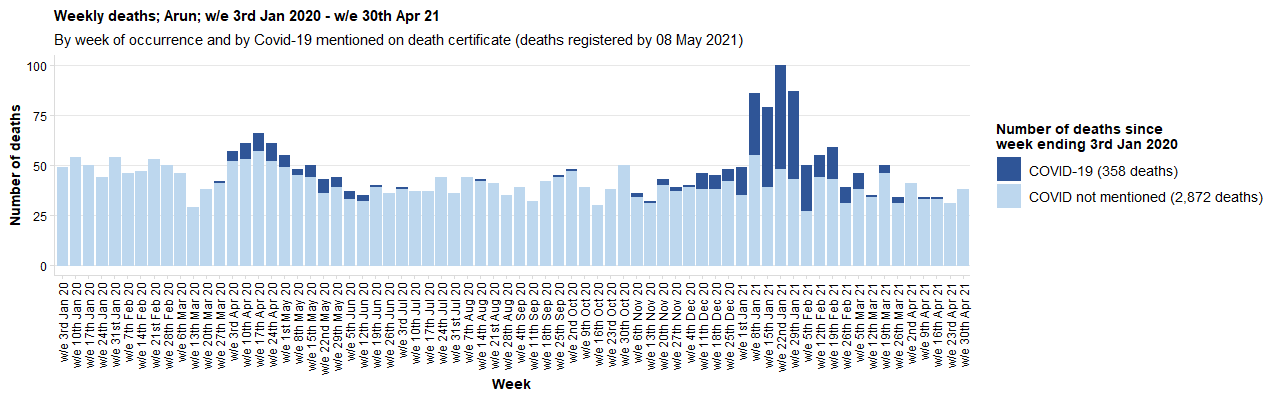 Weekly deaths; Arun; w/e 3rd Jan 2020 - w/e 30th Apr 21
By week of occurrence and by Covid-19 mentioned on death certificate (deaths registered by 08 May 2021)
Number of deaths
100
75
50
25
0
w/e 3rd Jan 20
w/e 10th Jan 20
w/e 17th Jan 20
w/e 24th Jan 20
w/e 31st Jan 20
w/e 7th Feb 20
w/e 14th Feb 20
w/e 21st Feb 20
w/e 28th Feb 20
w/e 6th Mar 20
w/e 13th Mar 20
w/e 20th Mar 20
w/e 27th Mar 20
w/e 3rd Apr 20
w/e 10th Apr 20
w/e 17th Apr 20
w/e 24th Apr 20
w/e 1st May 20
w/e 8th May 20
w/e 15th May 20
w/e 22nd May 20
w/e 29th May 20
w/e 5th Jun 20
w/e 12th Jun 20
w/e 19th Jun 20
w/e 26th Jun 20
w/e 3rd Jul 20
w/e 10th Jul 20
w/e 17th Jul 20
w/e 24th Jul 20
w/e 31st Jul 20
w/e 7th Aug 20
w/e 14th Aug 20
w/e 21st Aug 20
w/e 28th Aug 20
w/e 4th Sep 20
w/e 11th Sep 20
w/e 18th Sep 20
w/e 25th Sep 20
w/e 2nd Oct 20
w/e 9th Oct 20
w/e 16th Oct 20
w/e 23rd Oct 20
w/e 30th Oct 20
w/e 6th Nov 20
w/e 13th Nov 20
w/e 20th Nov 20
w/e 27th Nov 20
w/e 4th Dec 20
w/e 11th Dec 20
w/e 18th Dec 20
w/e 25th Dec 20
w/e 1st Jan 21
w/e 8th Jan 21
w/e 15th Jan 21
w/e 22nd Jan 21
w/e 29th Jan 21
w/e 5th Feb 21
w/e 12th Feb 21
w/e 19th Feb 21
w/e 26th Feb 21
w/e 5th Mar 21
w/e 12th Mar 21
w/e 19th Mar 21
w/e 26th Mar 21
w/e 2nd Apr 21
w/e 9th Apr 21
w/e 16th Apr 21
w/e 23rd Apr 21
w/e 30th Apr 21
Week
Number of deaths since
week ending 3rd Jan 2020
COVID-19 (358 deaths)
COVID not mentioned (2,872 deaths)